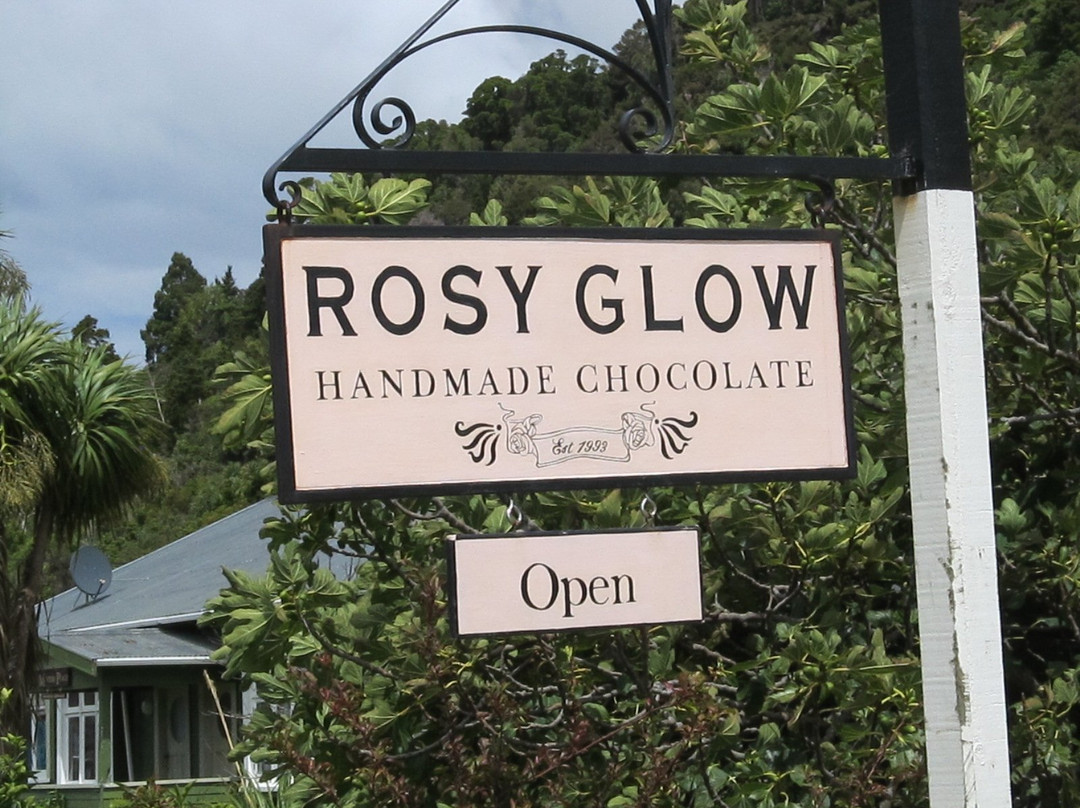 ROSY GLOW
HANDMADE CHOCOLATE
Est 1993
Open